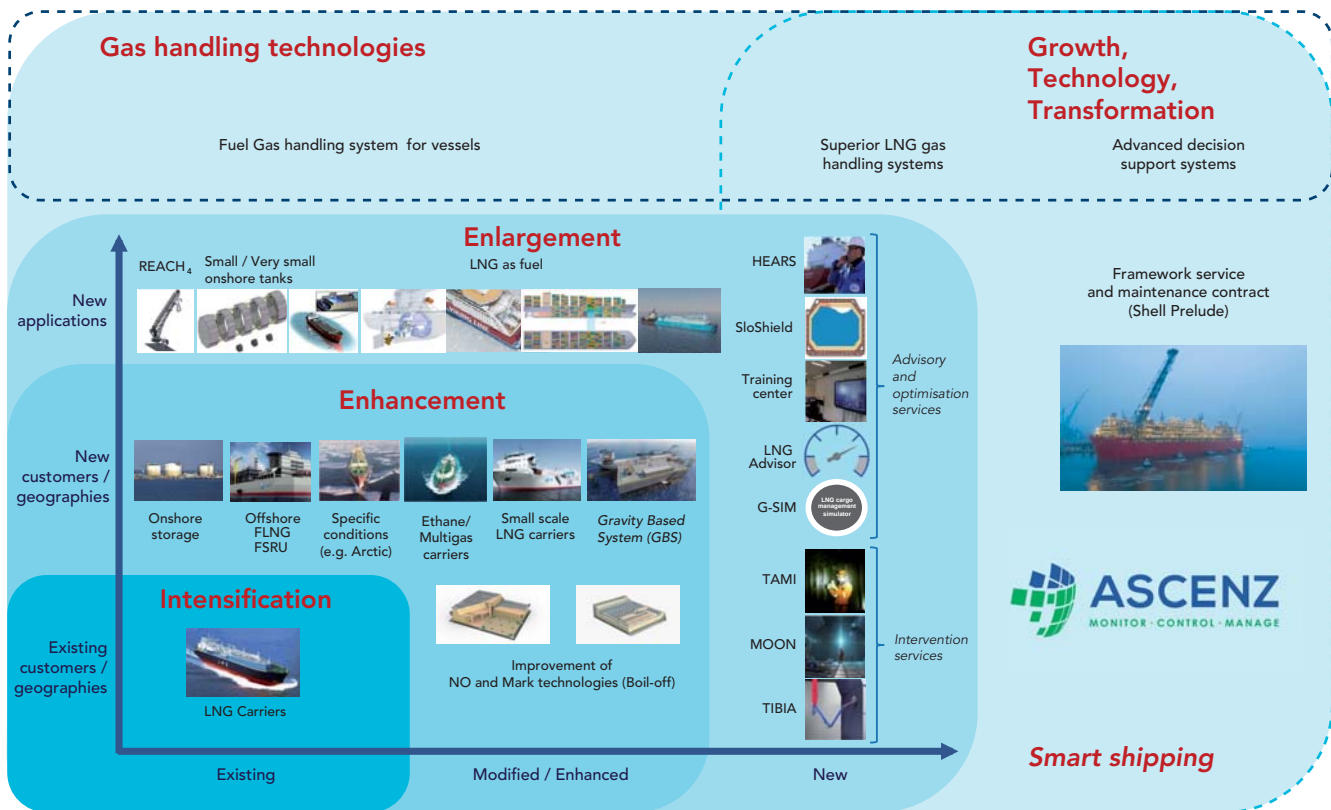 Gas handling technologies
Growth,
Technology,
Transformation
Fuel Gas handling system for vessels
Superior LNG gas
handling systems
Advanced decision
support systems
Enlargement
REACH4
Small / Very small
onshore tanks
LNG as fuel
New
applications
HEARS
SloShield
Training
center
LNG
Advisor
G-SIM
LNG cargo
management
simulator
Advisory
and
optimisation
services
Framework service
and maintenance contract
(Shell Prelude)
Enhancement
New
customers /
geographies
Onshore
storage
Offshore
FLNG
FSRU
Specific
conditions
(e.g. Arctic)
Ethane/
Multigas
carriers
Small scale
LNG carriers
Gravity Based
System (GBS)
TAMI
MOON
TIBIA
Intervention
services
ASCENZ
MONITOR · CONTROL · MANAGE
Intensification
Existing
customers /
geographies
LNG Carriers
Improvement of
NO and Mark technologies (Boil-off)
Smart shipping
Existing
Modified / Enhanced
New